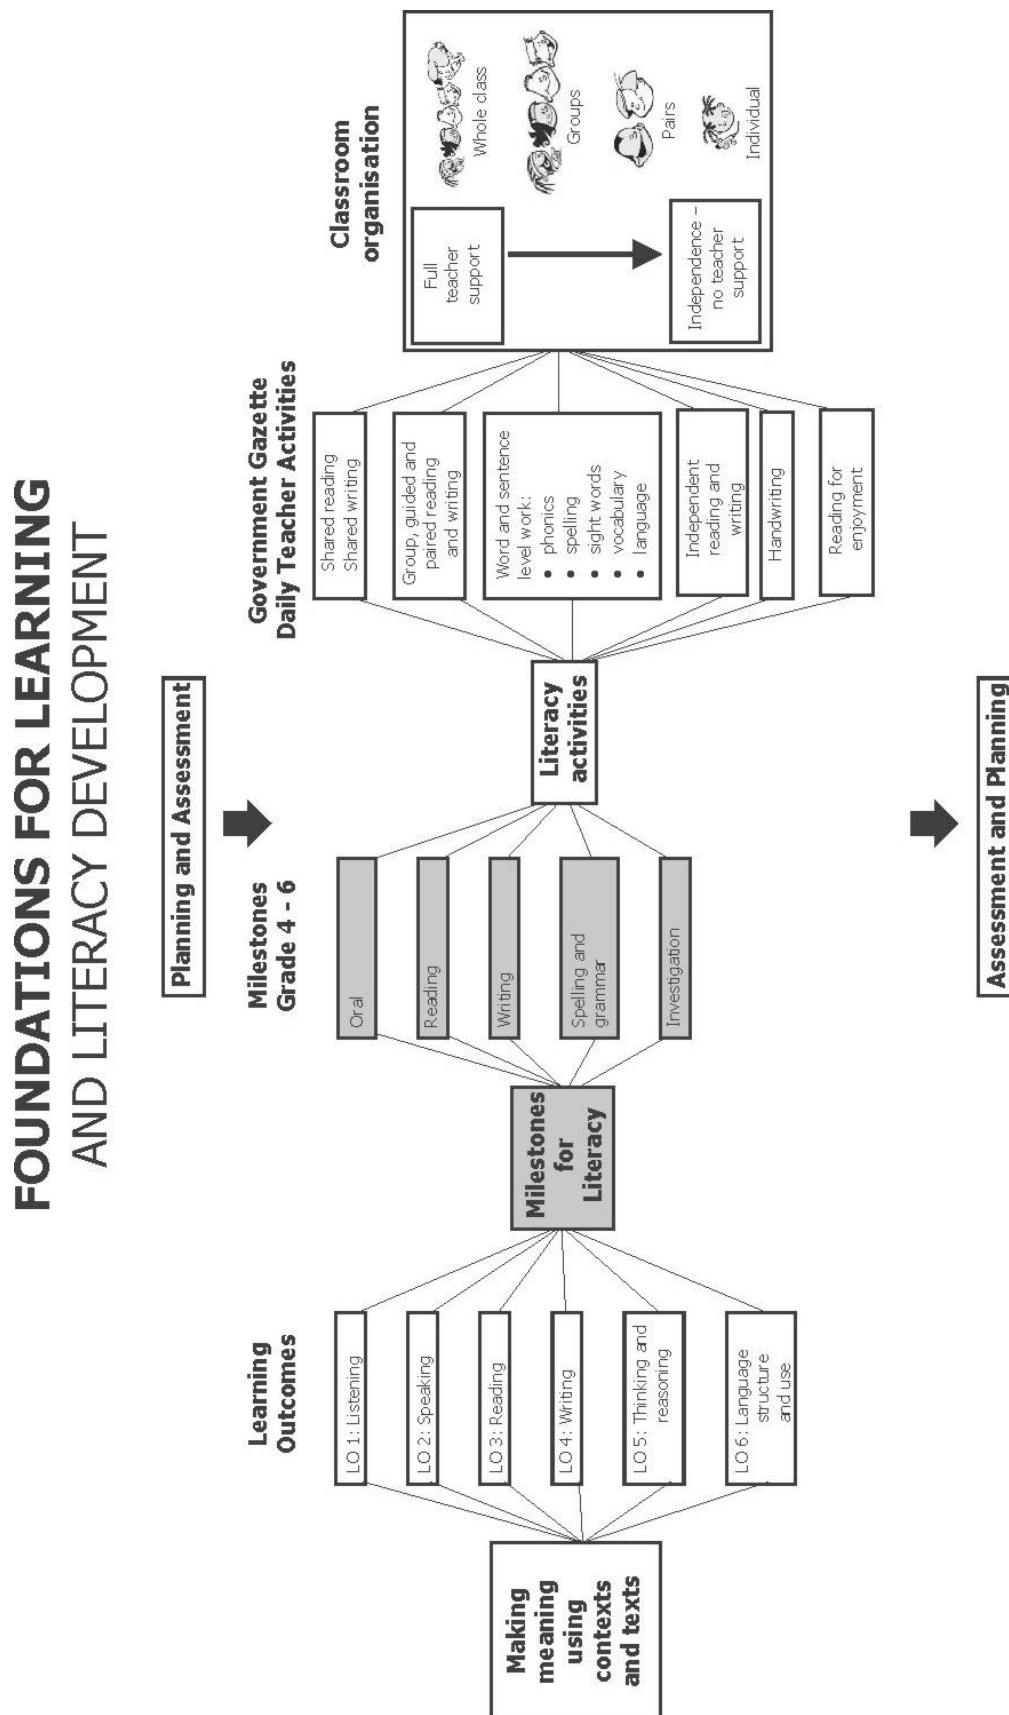 FOUNDATIONS FOR LEARNING
AND LITERACY DEVELOPMENT
Planning and Assessment
Making
meaning
using
contexts
and texts
Learning
Outcomes
LO 1: Listening
LO 2: Speaking
LO 3: Reading
LO 4: Writing
LO 5: Thinking and
reasoning
LO 6: Language
structure
and use
Milestones
for
Literacy
Milestones
Grade 4 - 6
Oral
Reading
Writing
Spelling and
grammar
Investigation
Literacy
activities
Government Gazette
Daily Teacher Activities
Shared reading
Shared writing
Group, guided and
paired reading
and writing
Word and sentence
level work:
• phonics
• spelling
• sight words
• vocabulary
• language
Independent
reading and
writing
Handwriting
Reading for
enjoyment
Classroom
organisation
Full
teacher
support
Independence –
no teacher
support
Whole class
Groups
Pairs
Individual
Assessment and Planning